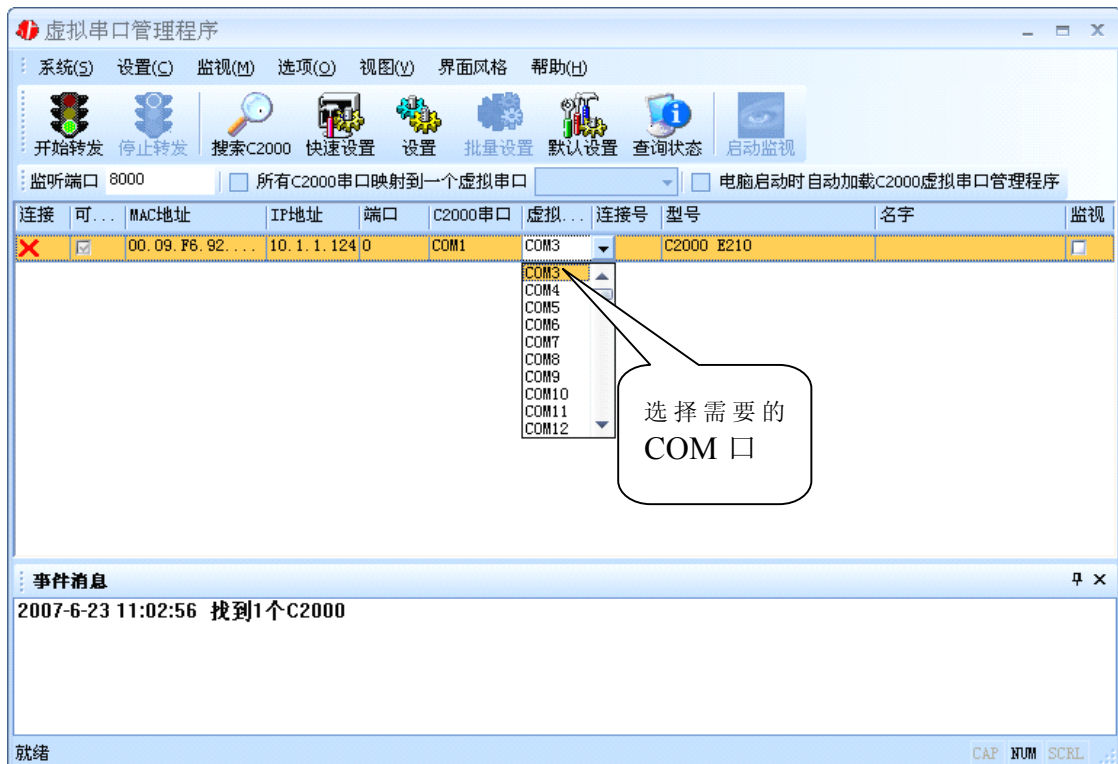 虚拟串口管理程序
系统(S) 设置(C) 监视(M) 选项(O) 视图(V) 界面风格 帮助(H)
开始转发 停止转发 搜索C2000 快速设置 设置 批量设置 默认设置 查询状态 启动监视
监听端口 8000 所有C2000串口映射到一个虚拟串口 电脑启动时自动加载C2000虚拟串口管理程序
连接 可... MAC地址 IP地址 端口 C2000串口 虚拟... 连接号 型号 名字 监视
00.09.F6.92.... 10.1.1.124 0 COM1 COM3 C2000 E210
COM3
COM4
COM5
COM6
COM7
COM8
COM9
COM10
COM11
COM12
选择需要的
COM 口
事件消息
2007-6-23 11:02:56 找到1个C2000
就绪 CAP NUM SCRL